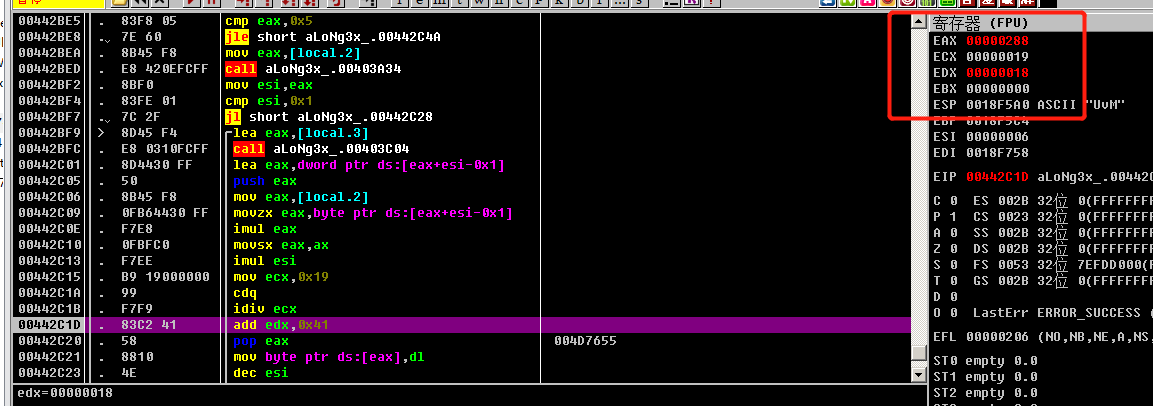 00442BE5 . 83F8 05 cmp eax,0x5
00442BE8 .⌄ 7E 60 jle short aLoNg3x_.00442C4A
00442BEA . 8B45 F8 mov eax,[local.2]
00442BED . E8 420EFCFF call aLoNg3x_.00403A34
00442BF2 . 8BF0 mov esi,eax
00442BF4 . 83FE 01 cmp esi,0x1
00442BF7 .⌄ 7C 2F jl short aLoNg3x_.00442C28
00442BF9 > 8D45 F4 lea eax,[local.3]
00442BFC . E8 0310FCFF call aLoNg3x_.00403C04
00442C01 . 8D4430 FF lea eax,dword ptr ds:[eax+esi-0x1]
00442C05 . 50 push eax
00442C06 . 8B45 F8 mov eax,[local.2]
00442C09 . 0FB64430 FF movzx eax,byte ptr ds:[eax+esi-0x1]
00442C0E . F7E8 imul eax
00442C10 . 0FBFC0 movsx eax,ax
00442C13 . F7EE imul esi
00442C15 . B9 19000000 mov ecx,0x19
00442C1A . 99 cdq
00442C1B . F7F9 idiv ecx
00442C1D . 83C2 41 add edx,0x41
00442C20 . 58 pop eax 004D7655
00442C21 . 8810 mov byte ptr ds:[eax],dl
00442C23 . 4E dec esi
edx=00000018
寄存器 (FPU)
EAX 00000288
ECX 00000019
EDX 00000018
EBX 00000000
ESP 0018F5A0 ASCII "UvM"
EBP 0018F5C4
ESI 00000006
EDI 0018F758
EIP 00442C1D aLoNg3x_.00442C
C 0 ES 002B 32位 0(FFFFFFFF
P 1 CS 0023 32位 0(FFFFFFFF
A 0 SS 002B 32位 0(FFFFFFFF
Z 0 DS 002B 32位 0(FFFFFFFF
S 0 FS 0053 32位 7EFDD000(F
T 0 GS 002B 32位 0(FFFFFFFF
D 0
O 0 LastErr ERROR_SUCCESS (
EFL 00000206 (NO,NB,NE,A,NS,
ST0 empty 0.0
ST1 empty 0.0
ST2 empty 0.0